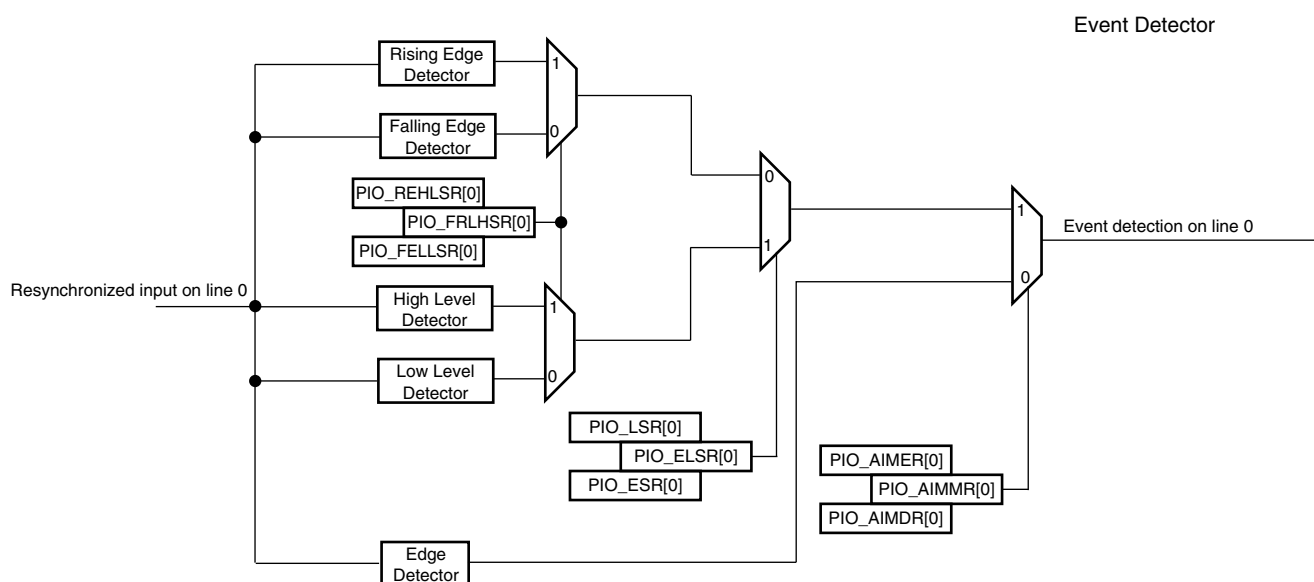 Event Detector
Rising Edge
Detector
1
Falling Edge
Detector
0
PIO_REHLSR[0]
PIO_FRLHSR[0]
PIO_FELLSR[0]
0
1
1
0
Event detection on line 0
Resynchronized input on line 0
High Level
Detector
1
Low Level
Detector
0
PIO_LSR[0]
PIO_ELSR[0]
PIO_ESR[0]
PIO_AIMER[0]
PIO_AIMMR[0]
PIO_AIMDR[0]
Edge
Detector